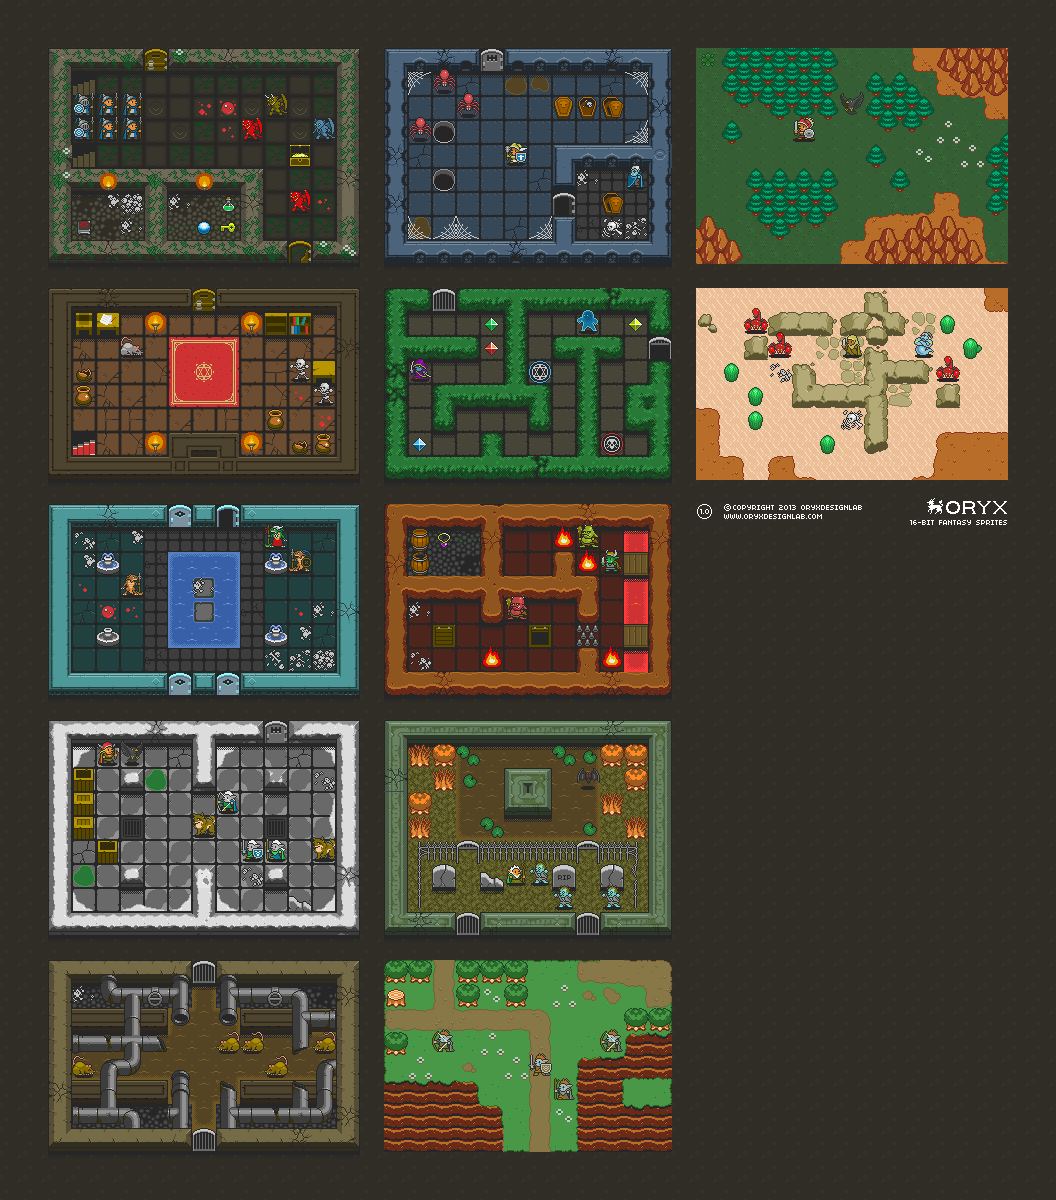 RIP
1.0
©COPYRIGHT 2013 ORYXDESIGNLAB
WWW.ORYXDESIGNLAB.COM
ORYX
16-BIT FANTASY SPRITES